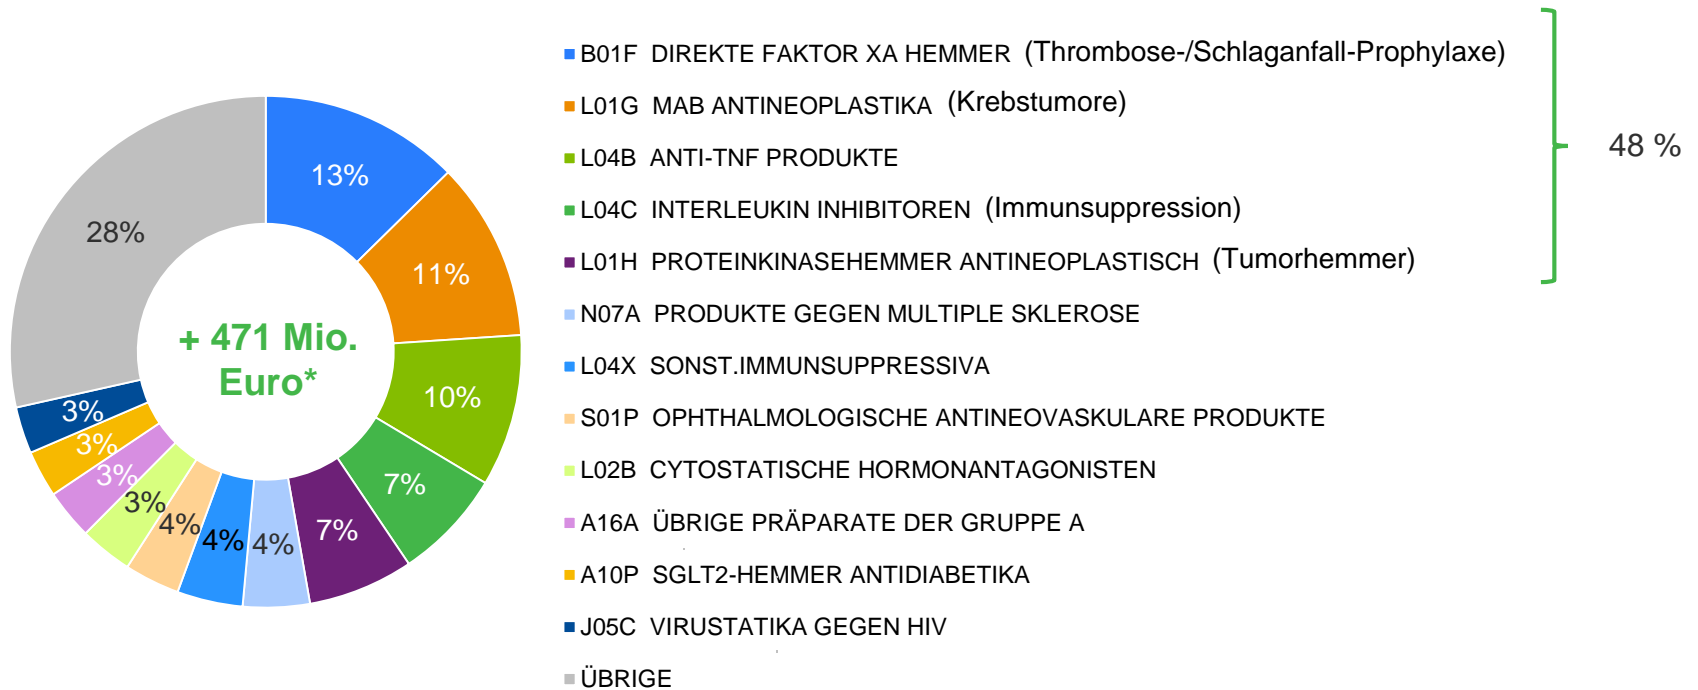 B01F DIREKTE FAKTOR XA HEMMER (Thrombose-/Schlaganfall-Prophylaxe)
L01G MAB ANTINEOPLASTIKA (Krebstumore)
L04B ANTI-TNF PRODUKTE
L04C INTERLEUKIN INHIBITOREN (Immunsuppression)
L01H PROTEINKINASEHEMMER ANTINEOPLASTISCH (Tumorhemmer)
N07A PRODUKTE GEGEN MULTIPLE SKLEROSE
L04X SONST.IMMUNSUPPRESSIVA
S01P OPHTHALMOLOGISCHE ANTINEOVASKULARE PRODUKTE
L02B CYTOSTATISCHE HORMONANTAGONISTEN
A16A ÜBRIGE PRÄPARATE DER GRUPPE A
A10P SGLT2-HEMMER ANTIDIABETIKA
J05C VIRUSTATIKA GEGEN HIV
ÜBRIGE
48 %
13%
11%
10%
7%
7%
4%
4%
4%
3%
3%
3%
3%
28%
+ 471 Mio.
Euro*